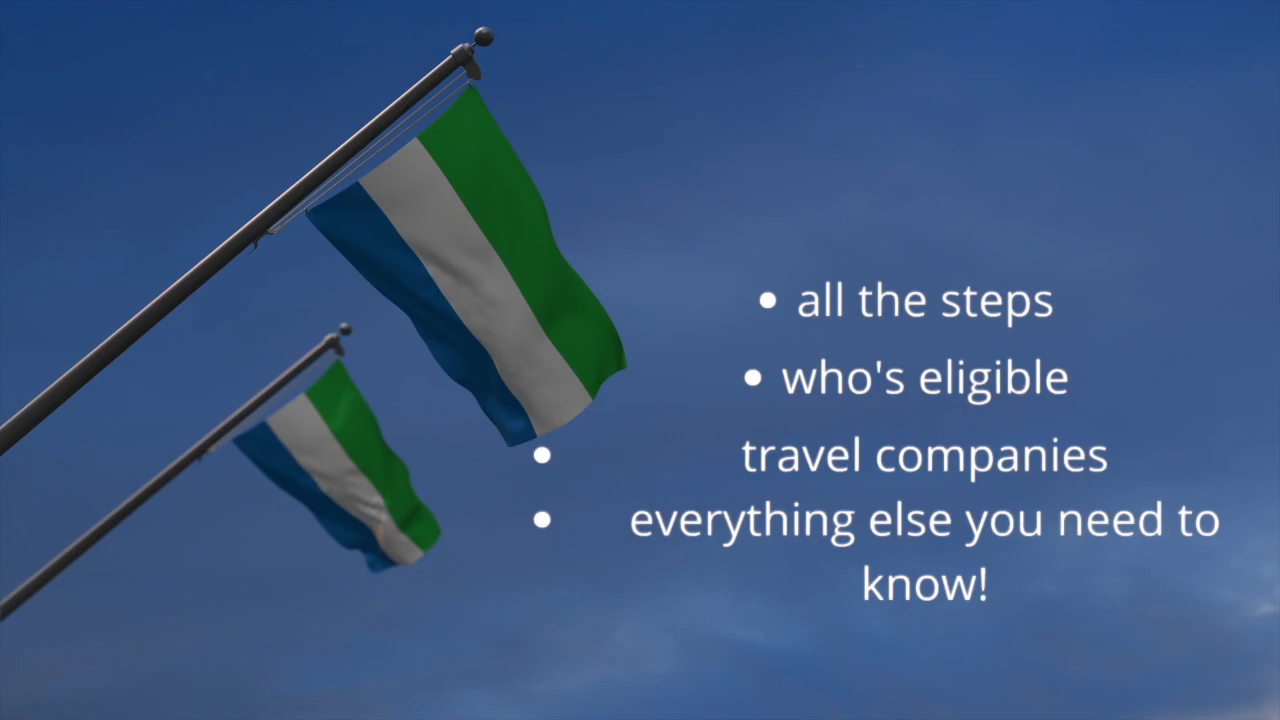 • all the steps
• who's eligible
• travel companies
• everything else you need to
know!